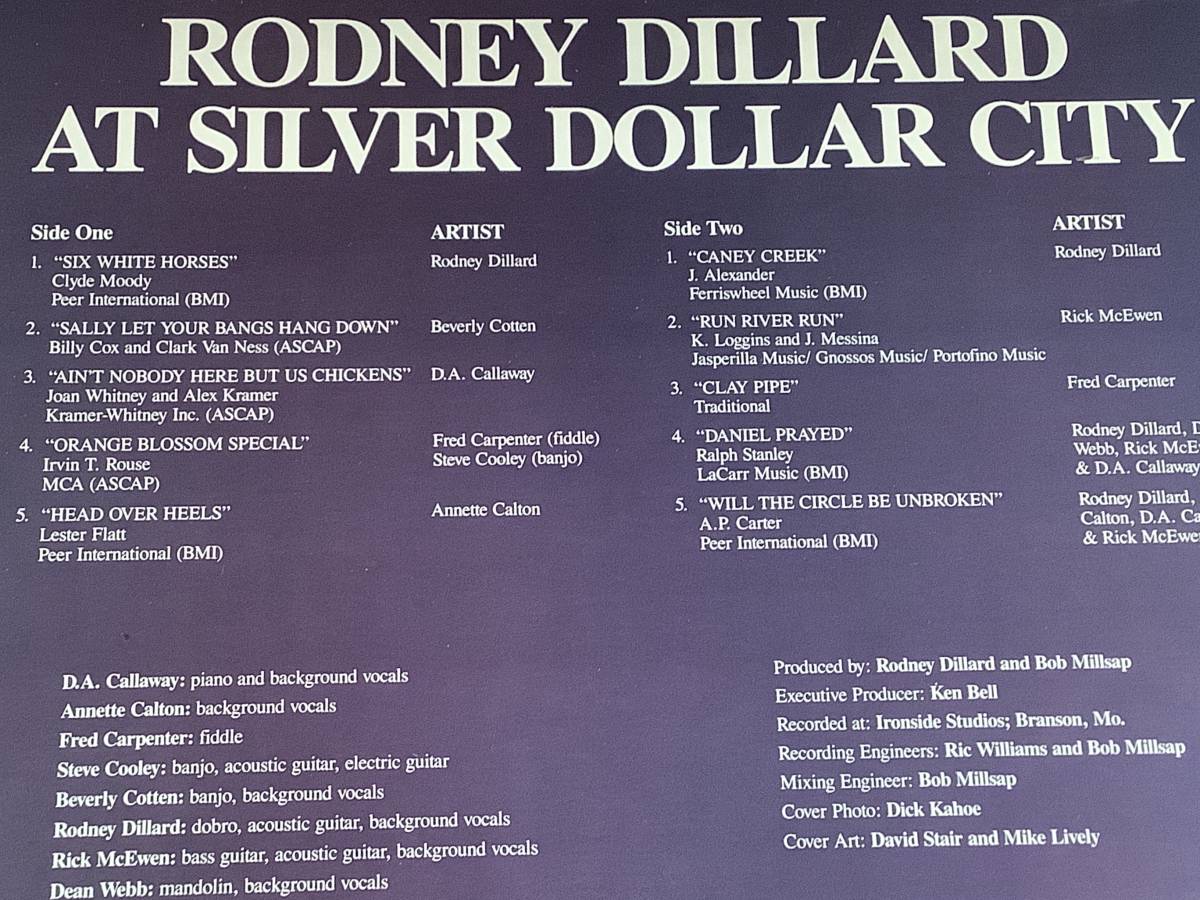 RODNEY DILLARD
AT SILVER DOLLAR CITY
Side One
ARTIST
1. “SIX WHITE HORSES”
Rodney Dillard
Clyde Moody
Peer International (BMI)
2. “SALLY LET YOUR BANGS HANG DOWN”
Beverly Cotten
Billy Cox and Clark Van Ness (ASCAP)
3. “AIN’T NOBODY HERE BUT US CHICKENS”
D.A. Callaway
Joan Whitney and Alex Kramer
Kramer-Whitney Inc. (ASCAP)
4. “ORANGE BLOSSOM SPECIAL”
Fred Carpenter (fiddle)
Irvin T. Rouse
Steve Cooley (banjo)
MCA (ASCAP)
5. “HEAD OVER HEELS”
Annette Calton
Lester Flatt
Peer International (BMI)
Side Two
ARTIST
1. “CANEY CREEK”
Rodney Dillard
J. Alexander
Ferriswheel Music (BMI)
2. “RUN RIVER RUN”
Rick McEwen
K. Loggins and J. Messina
Jasperilla Music/ Gnossos Music/ Portofino Music
3. “CLAY PIPE”
Fred Carpenter
Traditional
4. “DANIEL PRAYED”
Rodney Dillard, D
Ralph Stanley
Webb, Rick McE
LaCarr Music (BMI)
& D.A. Callaway
5. “WILL THE CIRCLE BE UNBROKEN”
Rodney Dillard,
A.P. Carter
Calton, D.A. Ca
Peer International (BMI)
& Rick McEwe
D.A. Callaway: piano and background vocals
Annette Calton: background vocals
Fred Carpenter: fiddle
Steve Cooley: banjo, acoustic guitar, electric guitar
Beverly Cotten: banjo, background vocals
Rodney Dillard: dobro, acoustic guitar, background vocals
Rick McEwen: bass guitar, acoustic guitar, background vocals
Dean Webb: mandolin, background vocals
Produced by: Rodney Dillard and Bob Millsap
Executive Producer: Ken Bell
Recorded at: Ironside Studios; Branson, Mo.
Recording Engineers: Ric Williams and Bob Millsap
Mixing Engineer: Bob Millsap
Cover Photo: Dick Kahoe
Cover Art: David Stair and Mike Lively